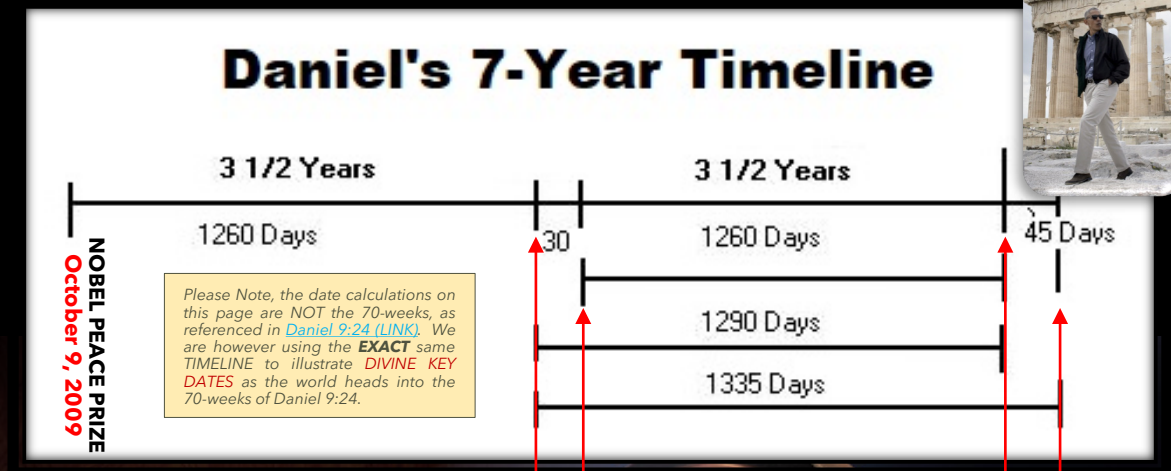 Daniel's 7-Year Timeline
3 1/2 Years
3 1/2 Years
1260 Days
30
1260 Days
45 Days
NOBEL PEACE PRIZE
October 9, 2009
Please Note, the date calculations on
this page are NOT the 70-weeks, as
referenced in Daniel 9:24 (LINK). We
are however using the EXACT same
TIMELINE to illustrate DIVINE KEY
DATES as the world heads into the
70-weeks of Daniel 9:24.
1290 Days
1335 Days